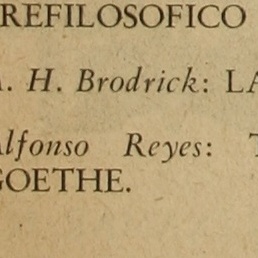 REFILOSOFICO
. H. Brodrick: LA
Alfonso Reyes: T
GOETHE.